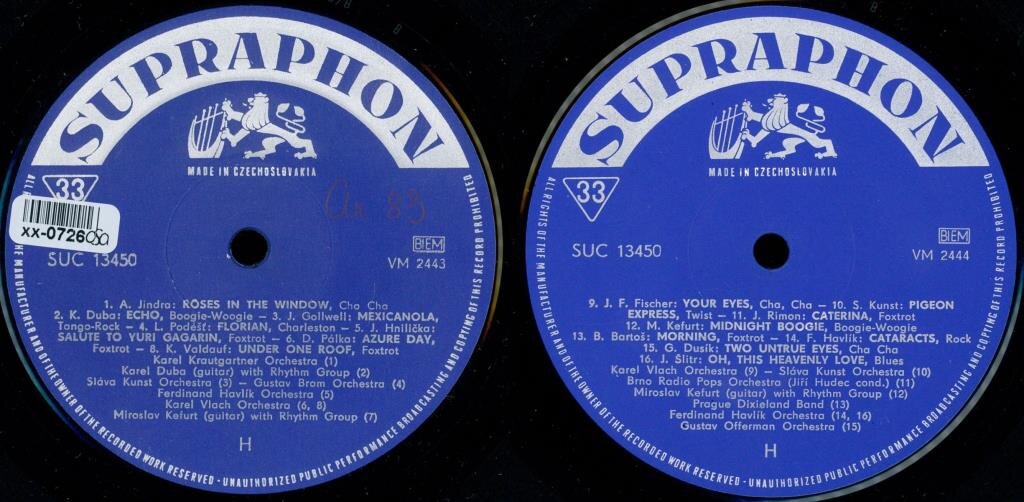 SUPRAPHON
MADE IN CZECHOSLOVAKIA
33
xx-0726
BIEM
SUC 13450
VM 2443
1. A. Jindra: ROSES IN THE WINDOW, Cha Cha
2. K. Duba: ECHO, Boogie-Woogie – 3. J. Gollwell: MEXICANOLA,
Tango-Rock – 4. L. Podéšť: FLORIAN, Charleston – 5. J. Hnilička:
SALUTE TO YURI GAGARIN, Foxtrot – 6. D. Pálka: AZURE DAY,
Foxtrot – 8. K. Valdauf: UNDER ONE ROOF, Foxtrot
Karel Krautgartner Orchestra (1)
Karel Duba (guitar) with Rhythm Group (2)
Sláva Kunst Orchestra (3) – Gustav Brom Orchestra (4)
Ferdinand Havlík Orchestra (5)
Karel Vlach Orchestra (6, 8)
Miroslav Kefurt (guitar) with Rhythm Group (7)
H
ALL THE MANUFACTURER AND OF THE OWNER OF THE RECORDED WORK RESERVED - UNAUTHORIZED PUBLIC PERFORMANCE BROADCASTING AND COPYING OF THIS RECORD PROHIBITED
SUPRAPHON
MADE IN CZECHOSLOVAKIA
33
BIEM
SUC 13450
VM 2444
9. J. F. Fischer: YOUR EYES, Cha, Cha – 10. S. Kunst: PIGEON
EXPRESS, Twist – 11. J. Rimon: CATERINA, Foxtrot
12. M. Kefurt: MIDNIGHT BOOGIE, Boogie-Woogie
13. B. Bartoš: MORNING, Foxtrot – 14. F. Havlík: CATARACTS, Rock
15. G. Dusík: TWO UNTRUE EYES, Cha Cha
16. J. Šlitr: OH, THIS HEAVENLY LOVE, Blues
Karel Vlach Orchestra (9) – Sláva Kunst Orchestra (10)
Brno Radio Pops Orchestra (Jiří Hudec cond.) (11)
Miroslav Kefurt (guitar) with Rhythm Group (12)
Prague Dixieland Band (13)
Ferdinand Havlík Orchestra (14, 16)
Gustav Offerman Orchestra (15)
H
ALL RIGHTS OF THE MANUFACTURER AND OF THE OWNER OF THE RECORDED WORK RESERVED - UNAUTHORIZED PUBLIC PERFORMANCE BROADCASTING AND COPYING OF THIS RECORD PROHIBITED